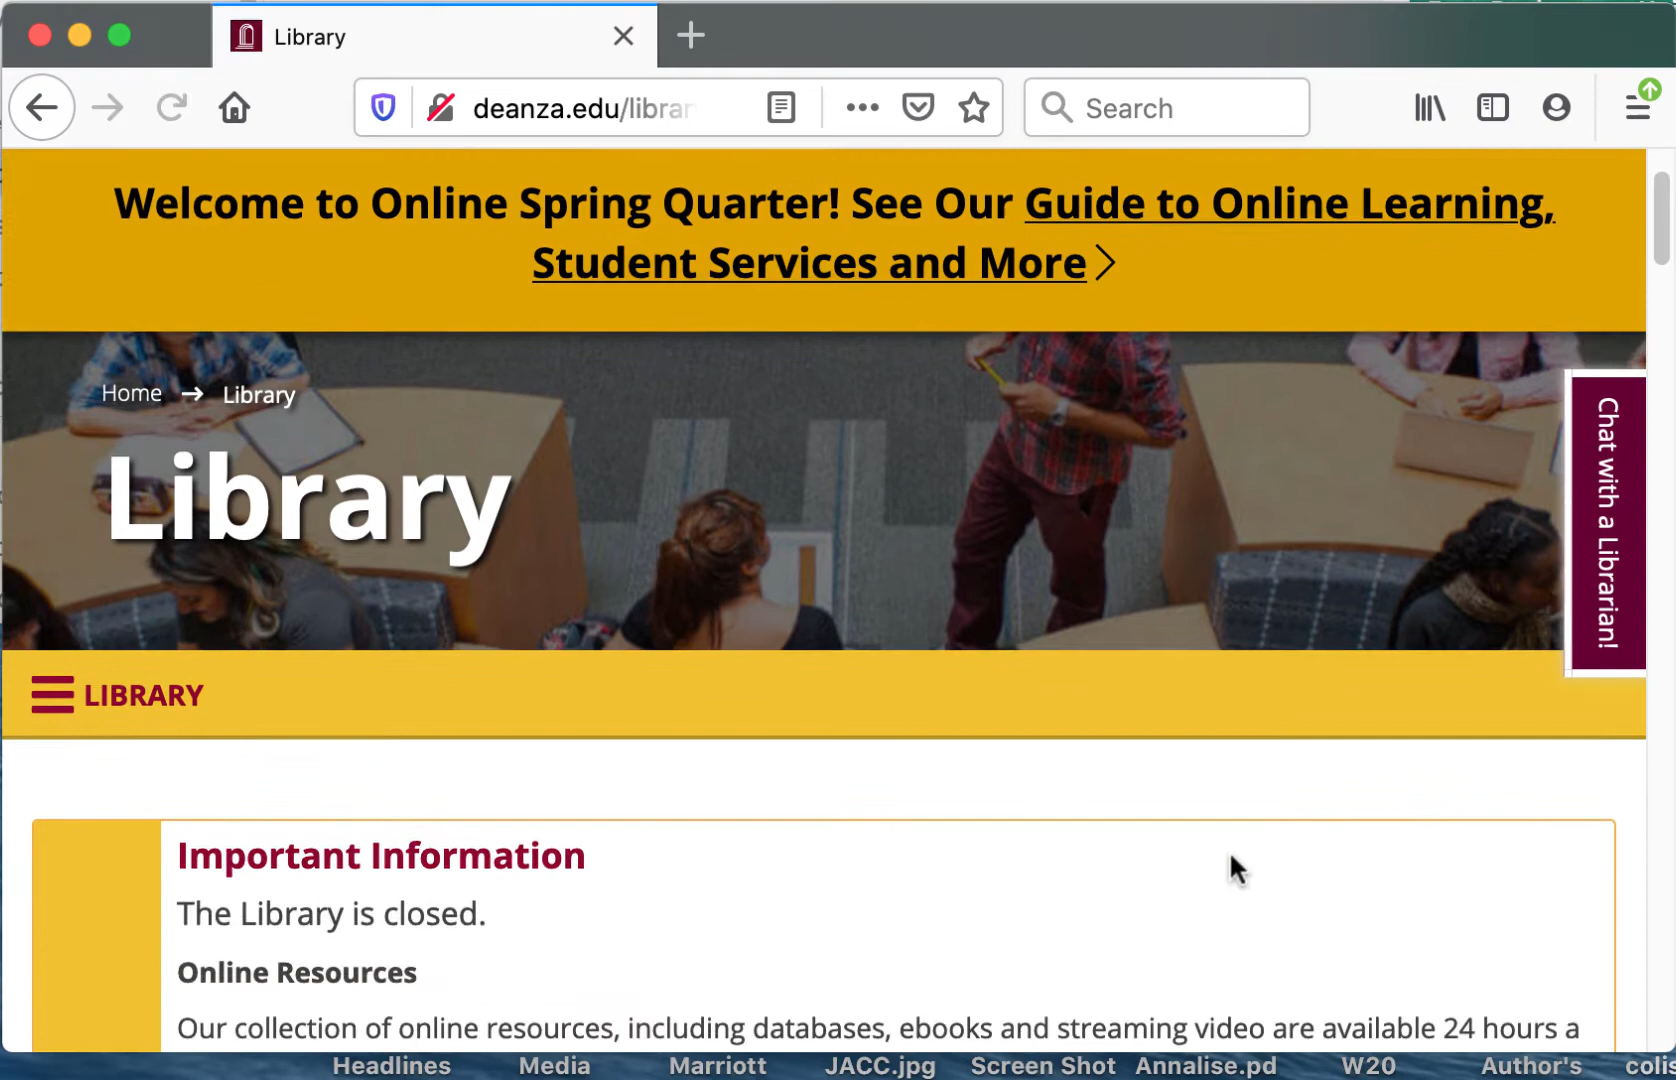 Library
deanza.edu/librar
Search
Welcome to Online Spring Quarter! See Our Guide to Online Learning,
Student Services and More
Home → Library
Library
Chat with a Librarian!
LIBRARY
Important Information
The Library is closed.
Online Resources
Our collection of online resources, including databases, ebooks and streaming video are available 24 hours a
Headlines Media Marriott JACC.jpg Screen Shot Annalise.pd W20 Author's colis